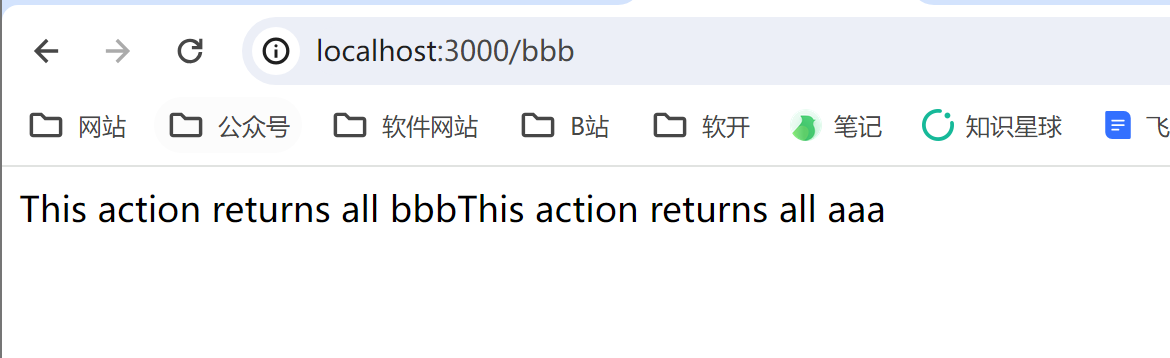 localhost:3000/bbb
网站 公众号 软件网站 B站 软开 笔记 知识星球
This action returns all bbbThis action returns all aaa